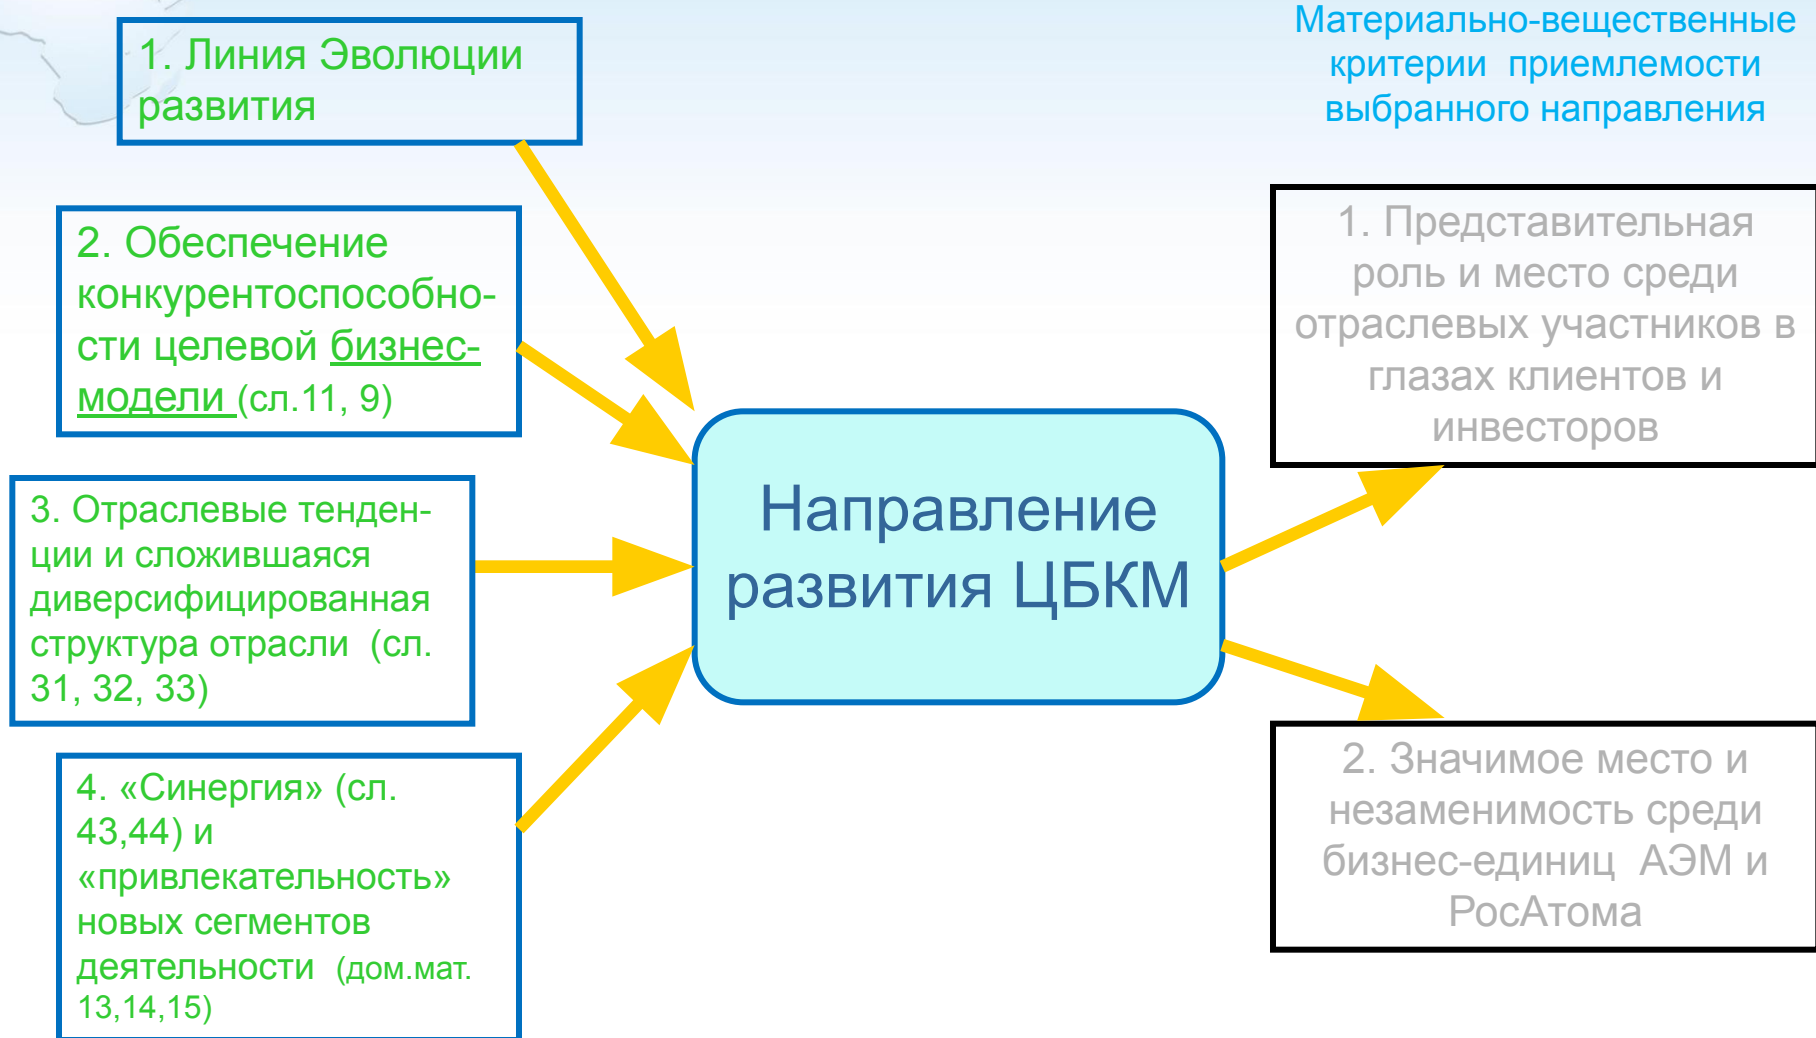 1. Линия Эволюции
развития
2. Обеспечение
конкурентоспособно-
сти целевой бизнес-
модели (сл.11, 9)
3. Отраслевые тенден-
ции и сложившаяся
диверсифицированная
структура отрасли (сл.
31, 32, 33)
4. «Синергия» (сл.
43,44) и
«привлекательность»
новых сегментов
деятельности (дом.мат.
13,14,15)
Направление
развития ЦБКМ
Материально-вещественные
критерии приемлемости
выбранного направления
1. Представительная
роль и место среди
отраслевых участников в
глазах клиентов и
инвесторов
2. Значимое место и
незаменимость среди
бизнес-единиц АЭМ и
РосАтома